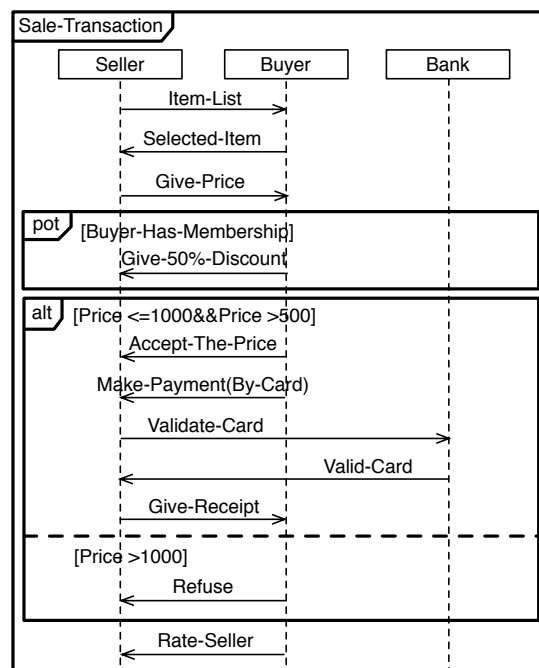 Sale-Transaction
Seller
Buyer
Bank
Item-List
Selected-Item
Give-Price
pot
[Buyer-Has-Membership]
Give-50%-Discount
alt
[Price <=1000&&Price >500]
Accept-The-Price
Make-Payment(By-Card)
Validate-Card
Valid-Card
Give-Receipt
[Price >1000]
Refuse
Rate-Seller